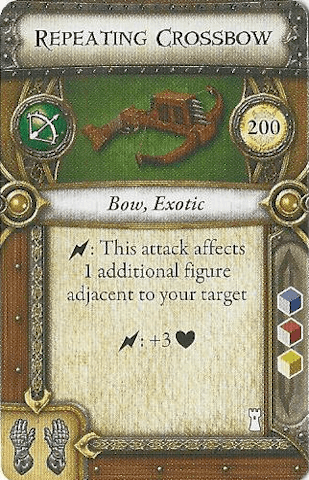 Repeating Crossbow
200
Bow, Exotic
: This attack affects
1 additional figure
adjacent to your target
: +3